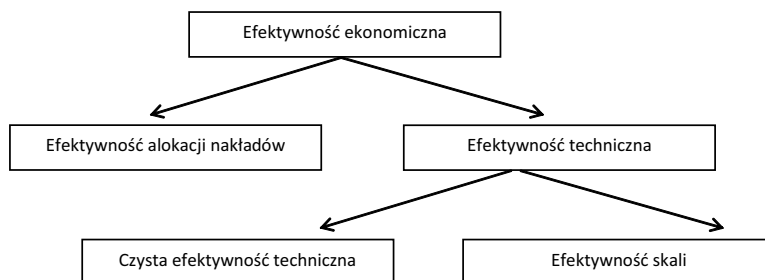 Efektywność ekonomiczna
Efektywność alokacji nakładów
Efektywność techniczna
Czysta efektywność techniczna
Efektywność skali